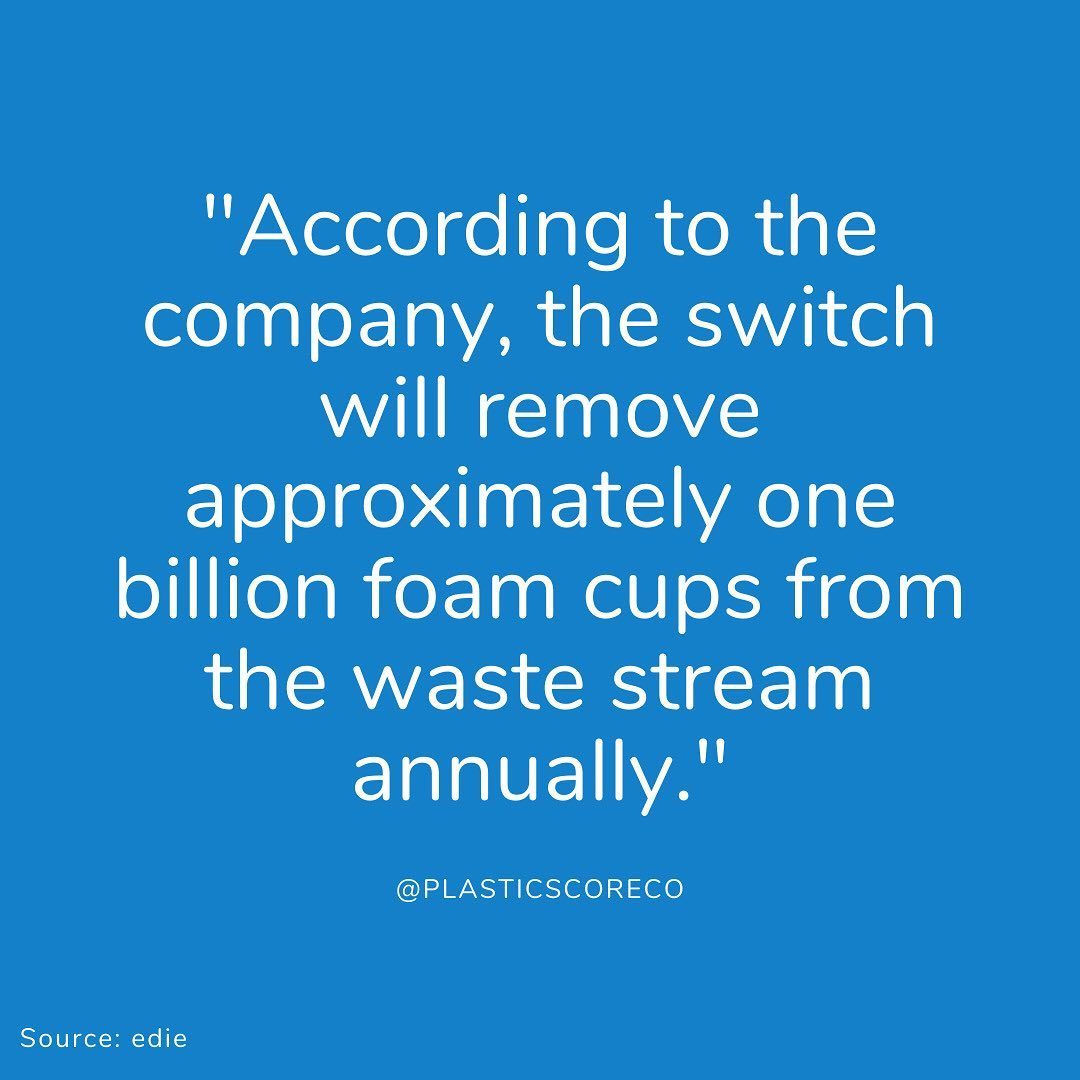 "According to the
company, the switch
will remove
approximately one
billion foam cups from
the waste stream
annually."
@PLASTICSCORECO
Source: edie